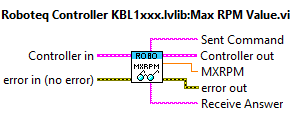 Roboteq Controller KBL1xxx.lvlib:Max RPM Value.vi
Sent Command
Controller in
ROBO
Controller out
MXRPM
MXRPM
error in (no error)
error out
Receive Answer